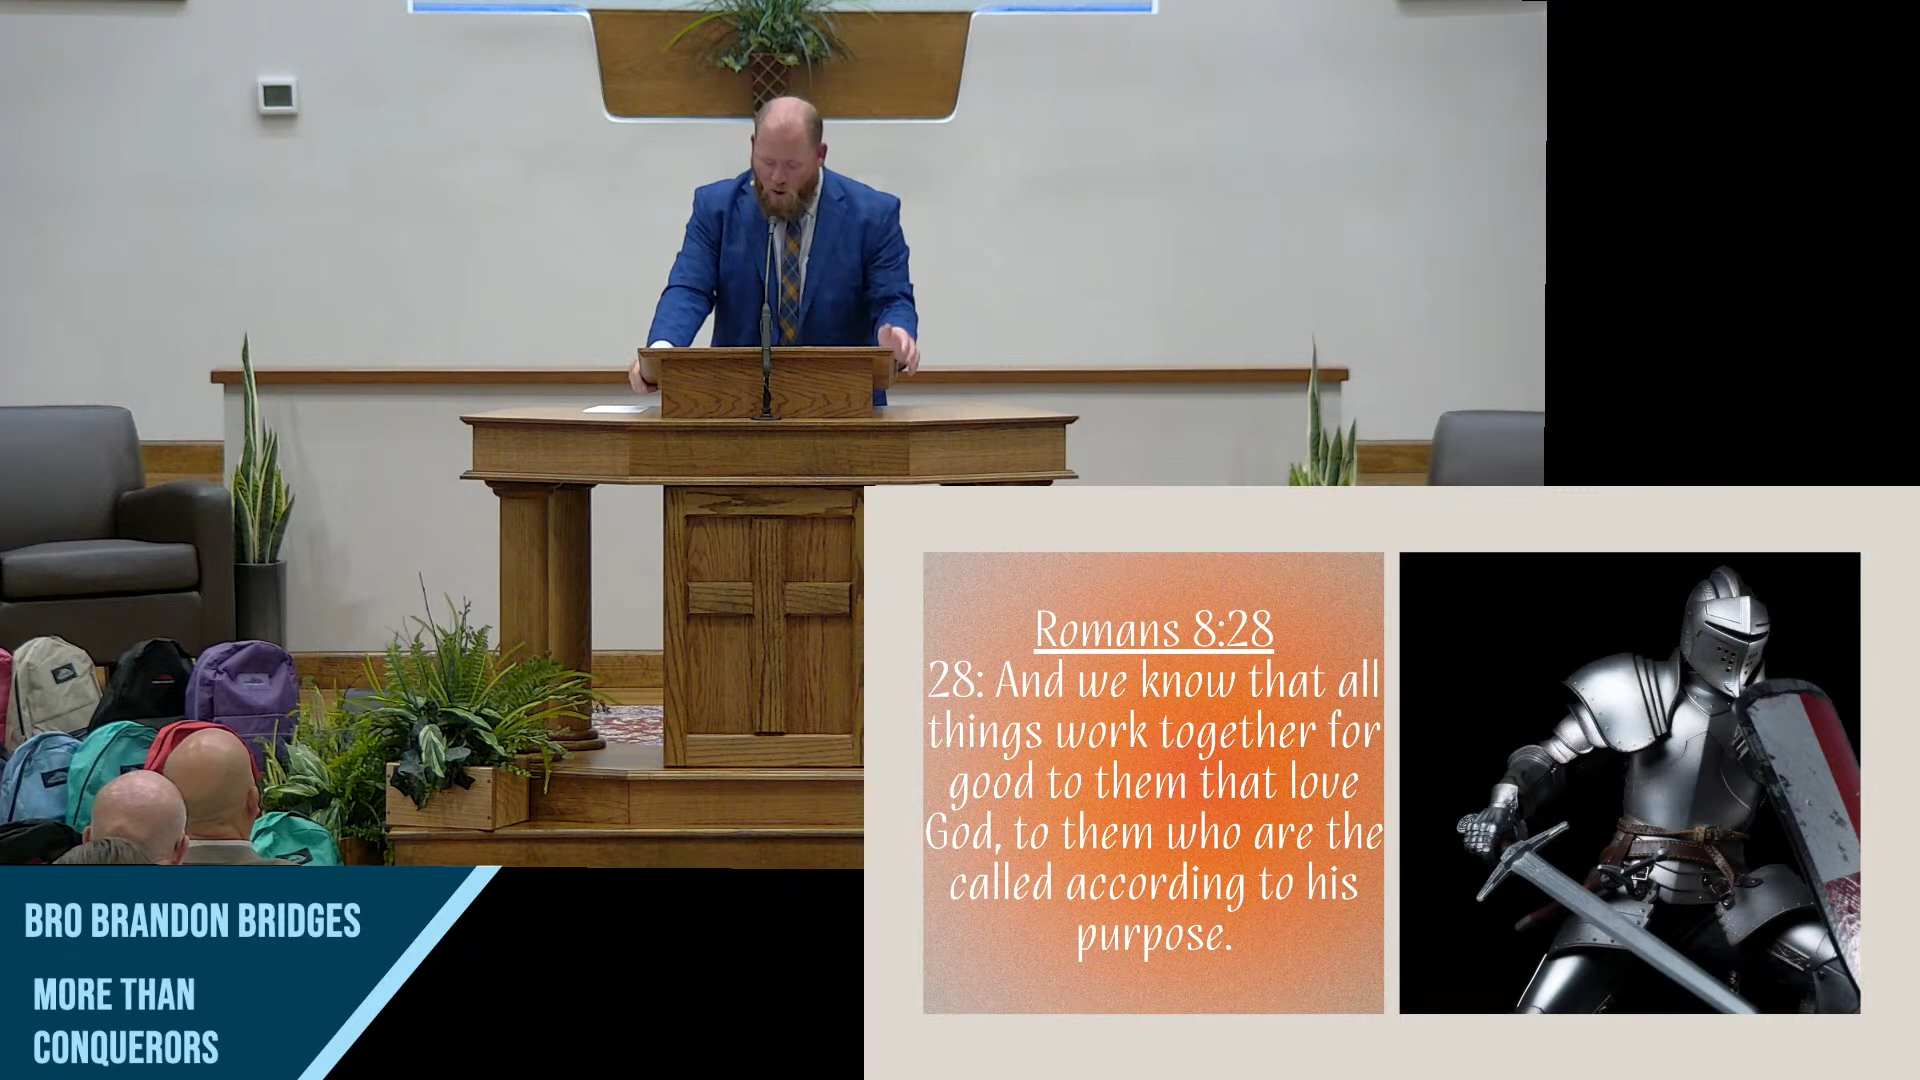 Romans 8:28
28: And we know that all
things work together for
good to them that love
God, to them who are the
called according to his
purpose.
BRO BRANDON BRIDGES
MORE THAN
CONQUERORS